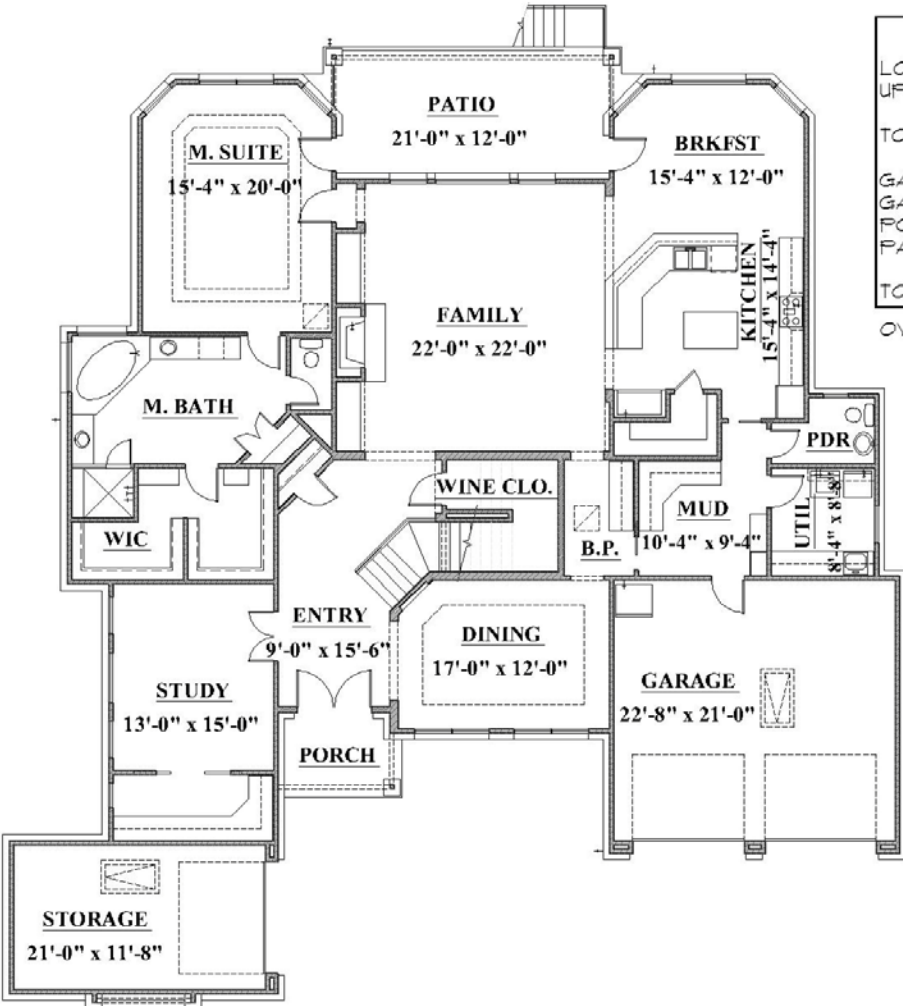 PATIO
21'-0" x 12'-0"
M. SUITE
15'-4" x 20'-0"
BRKFST
15'-4" x 12'-0"
FAMILY
22'-0" x 22'-0"
KITCHEN
15'-4" x 14'-4"
M. BATH
PDR
WINE CLO.
WIC
MUD
10'-4" x 9'-4"
UTIL
8'-4" x 8'-8"
B.P.
ENTRY
9'-0" x 15'-6"
DINING
17'-0" x 12'-0"
STUDY
13'-0" x 15'-0"
GARAGE
22'-8" x 21'-0"
PORCH
STORAGE
21'-0" x 11'-8"